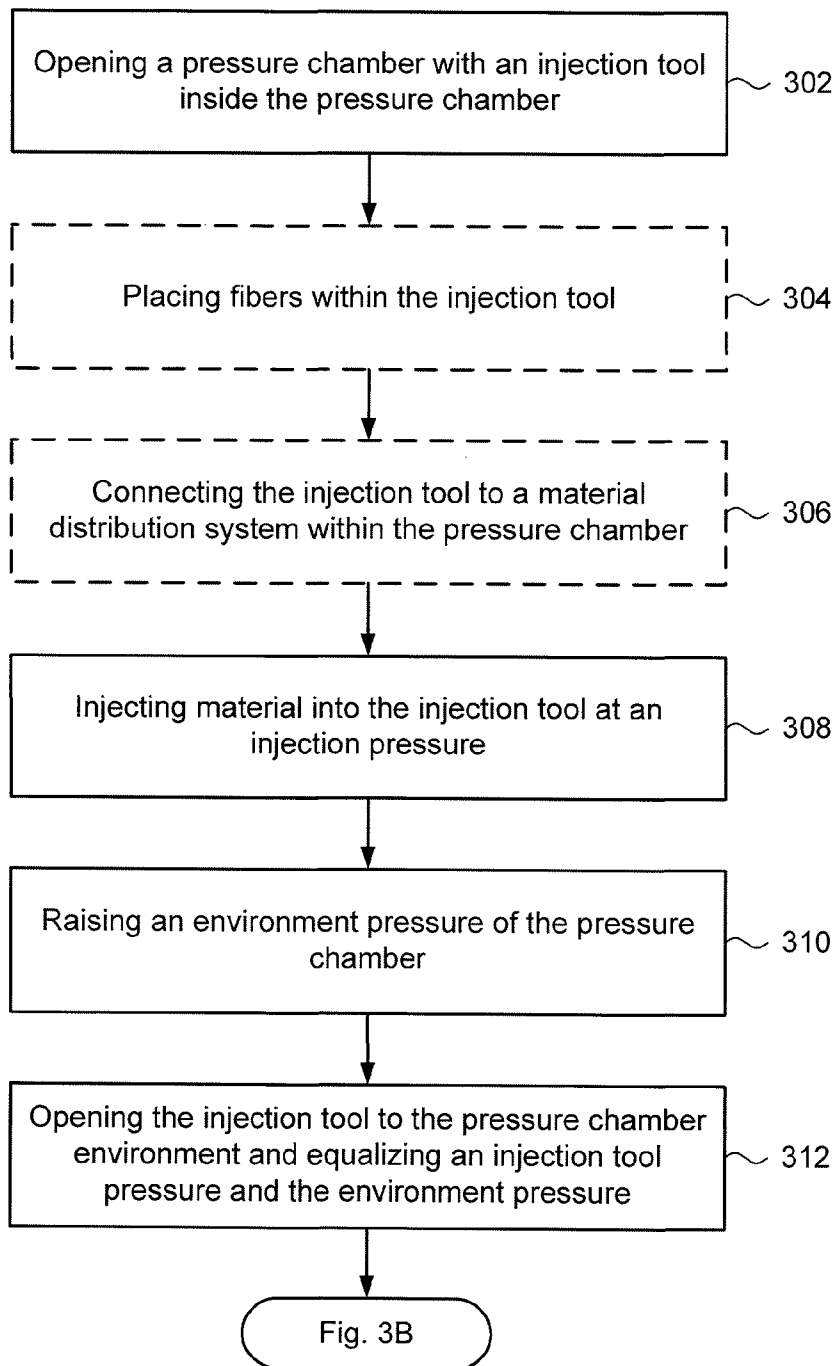 Opening a pressure chamber with an injection tool
inside the pressure chamber
302
Placing fibers within the injection tool
304
Connecting the injection tool to a material
distribution system within the pressure chamber
306
Injecting material into the injection tool at an
injection pressure
308
Raising an environment pressure of the pressure
chamber
310
Opening the injection tool to the pressure chamber
environment and equalizing an injection tool
pressure and the environment pressure
312
Fig. 3B